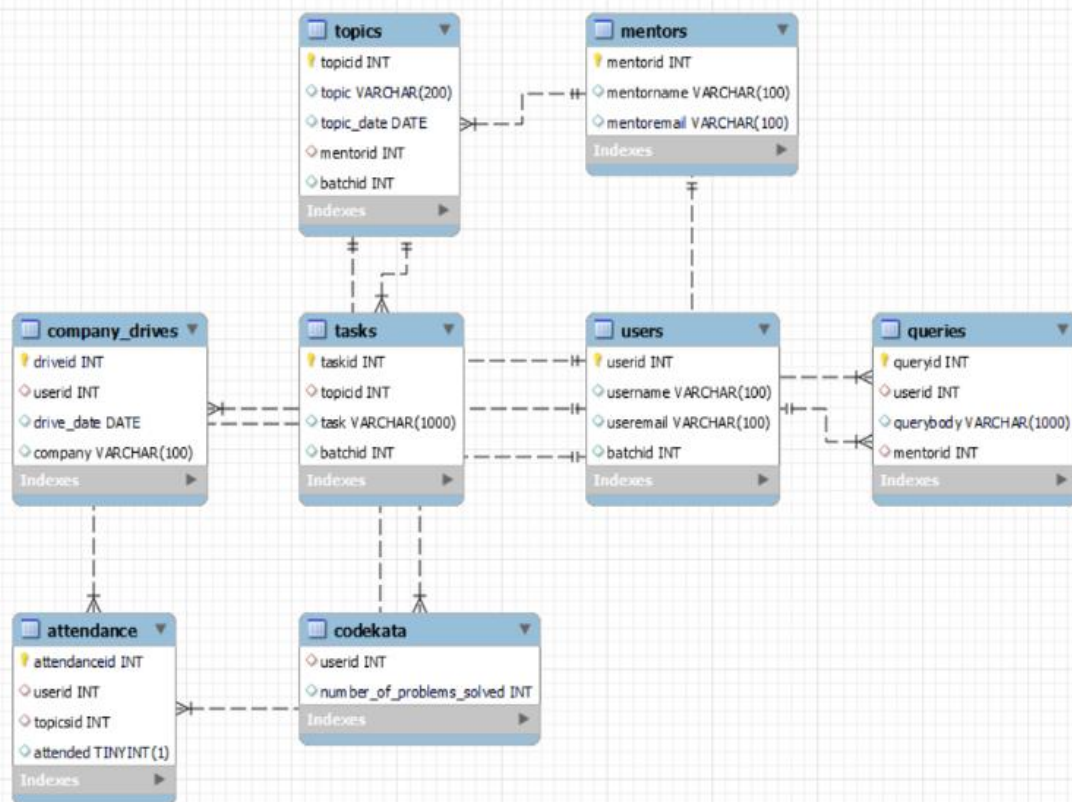 topics
topicid INT
topic VARCHAR(200)
topic_date DATE
mentorid INT
batchid INT
Indexes
mentors
mentorid INT
mentorname VARCHAR(100)
mentoremail VARCHAR(100)
Indexes
company_drives
driveid INT
userid INT
drive_date DATE
company VARCHAR(100)
Indexes
tasks
taskid INT
topicid INT
task VARCHAR(1000)
batchid INT
Indexes
users
userid INT
username VARCHAR(100)
useremail VARCHAR(100)
batchid INT
Indexes
queries
queryid INT
userid INT
querybody VARCHAR(1000)
mentorid INT
Indexes
attendance
attendanceid INT
userid INT
topicsid INT
attended TINYINT(1)
Indexes
codekata
userid INT
number_of_problems_solved INT
Indexes